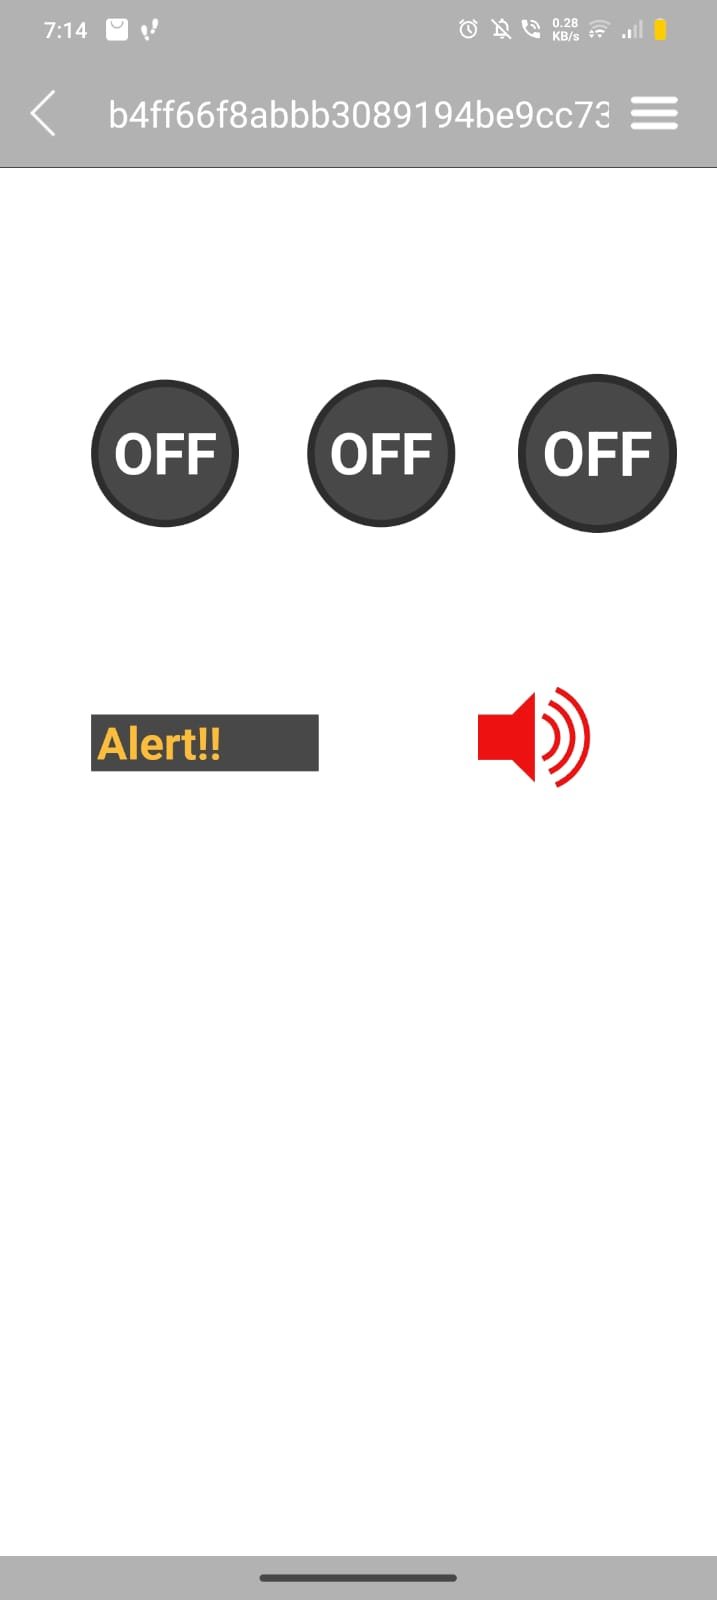 7:14
0.28
KB/s
b4ff66f8abbb3089194be9cc73
OFF OFF OFF
Alert!!